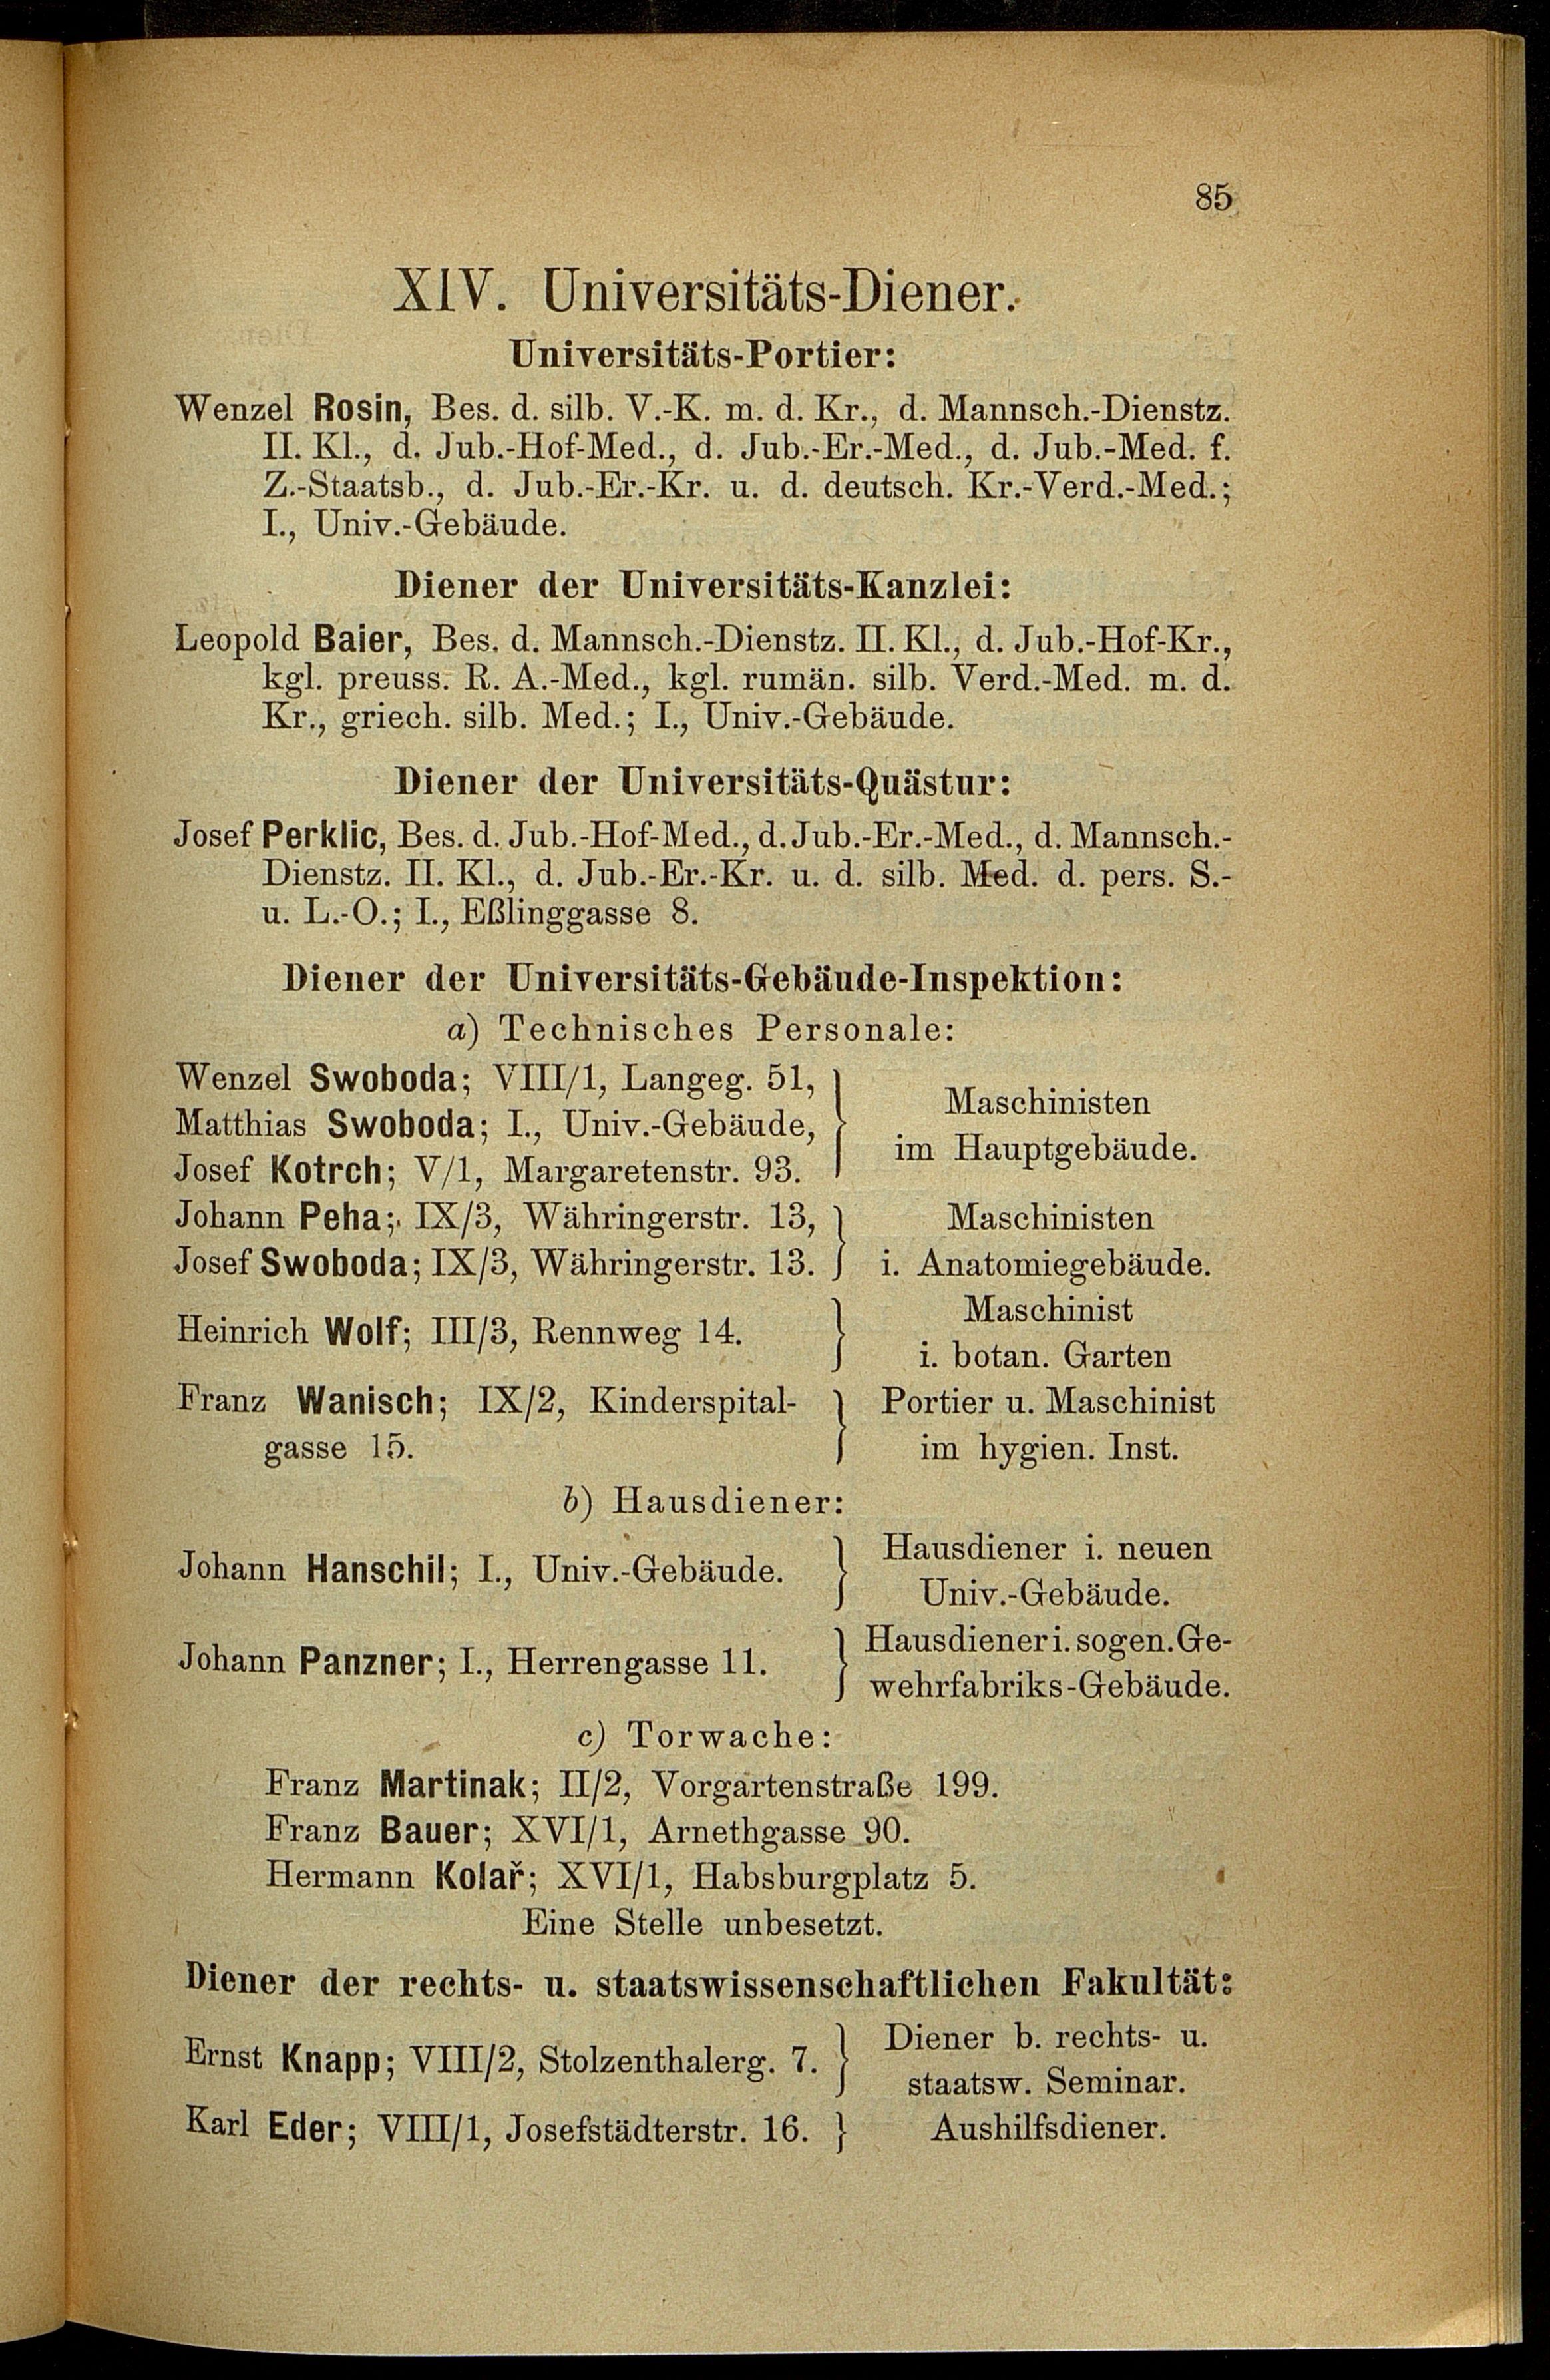 85
XIV. Universitäts-Diener.
Universitäts-Portier:
Wenzel Rosin, Bes. d. silb. V.-K. m. d. Kr., d. Mannsch.-Dienstz.
II. Kl., d. Jub.-Hof-Med., d. Jub.-Er.-Med., d. Jub.-Med. f.
Z.-Staatsb., d. Jub.-Er.-Kr. u. d. deutsch. Kr.-Verd.-Med.;
I., Univ.-Gebäude.
Diener der Universitäts-Kanzlei:
Leopold Baier, Bes. d. Mannsch.-Dienstz. II. Kl., d. Jub.-Hof-Kr.,
kgl. preuss. R. A.-Med., kgl. rumän. silb. Verd.-Med. m. d.
Kr., griech. silb. Med.; I., Univ.-Gebäude.
Diener der Universitäts-Quästur:
Josef Perklic, Bes. d. Jub.-Hof-Med., d. Jub.-Er.-Med., d. Mannsch.-
Dienstz. II. Kl., d. Jub.-Er.-Kr. u. d. silb. Med. d. pers. S.-
u. L.-O.; I., Eßlinggasse 8.
Diener der Universitäts-Gebäude-Inspektion:
a) Technisches Personale:
Wenzel Swoboda; VIII/1, Langeg. 51,
Matthias Swoboda; I., Univ.-Gebäude,
Josef Kotrch; V/1, Margaretenstr. 93.
Maschinisten
im Hauptgebäude.
Johann Peha; IX/3, Währingerstr. 13,
Josef Swoboda; IX/3, Währingerstr. 13.
Maschinisten
i. Anatomiegebäude.
Heinrich Wolf; III/3, Rennweg 14.
Maschinist
i. botan. Garten
Franz Wanisch; IX/2, Kinderspital-
gasse 15.
Portier u. Maschinist
im hygien. Inst.
b) Hausdiener:
Johann Hanschil; I., Univ.-Gebäude.
Hausdiener i. neuen
Univ.-Gebäude.
Johann Panzner; I., Herrengasse 11.
Hausdiener i. sogen. Ge-
wehrfabriks-Gebäude.
c) Torwache:
Franz Martinak; II/2, Vorgartenstraße 199.
Franz Bauer; XVI/1, Arnethgasse 90.
Hermann Kolař; XVI/1, Habsburgplatz 5.
Eine Stelle unbesetzt.
Diener der rechts- u. staatswissenschaftlichen Fakultät:
Ernst Knapp; VIII/2, Stolzenthalerg. 7.
Diener b. rechts- u.
staatsw. Seminar.
Karl Eder; VIII/1, Josefstädterstr. 16. } Aushilfsdiener.